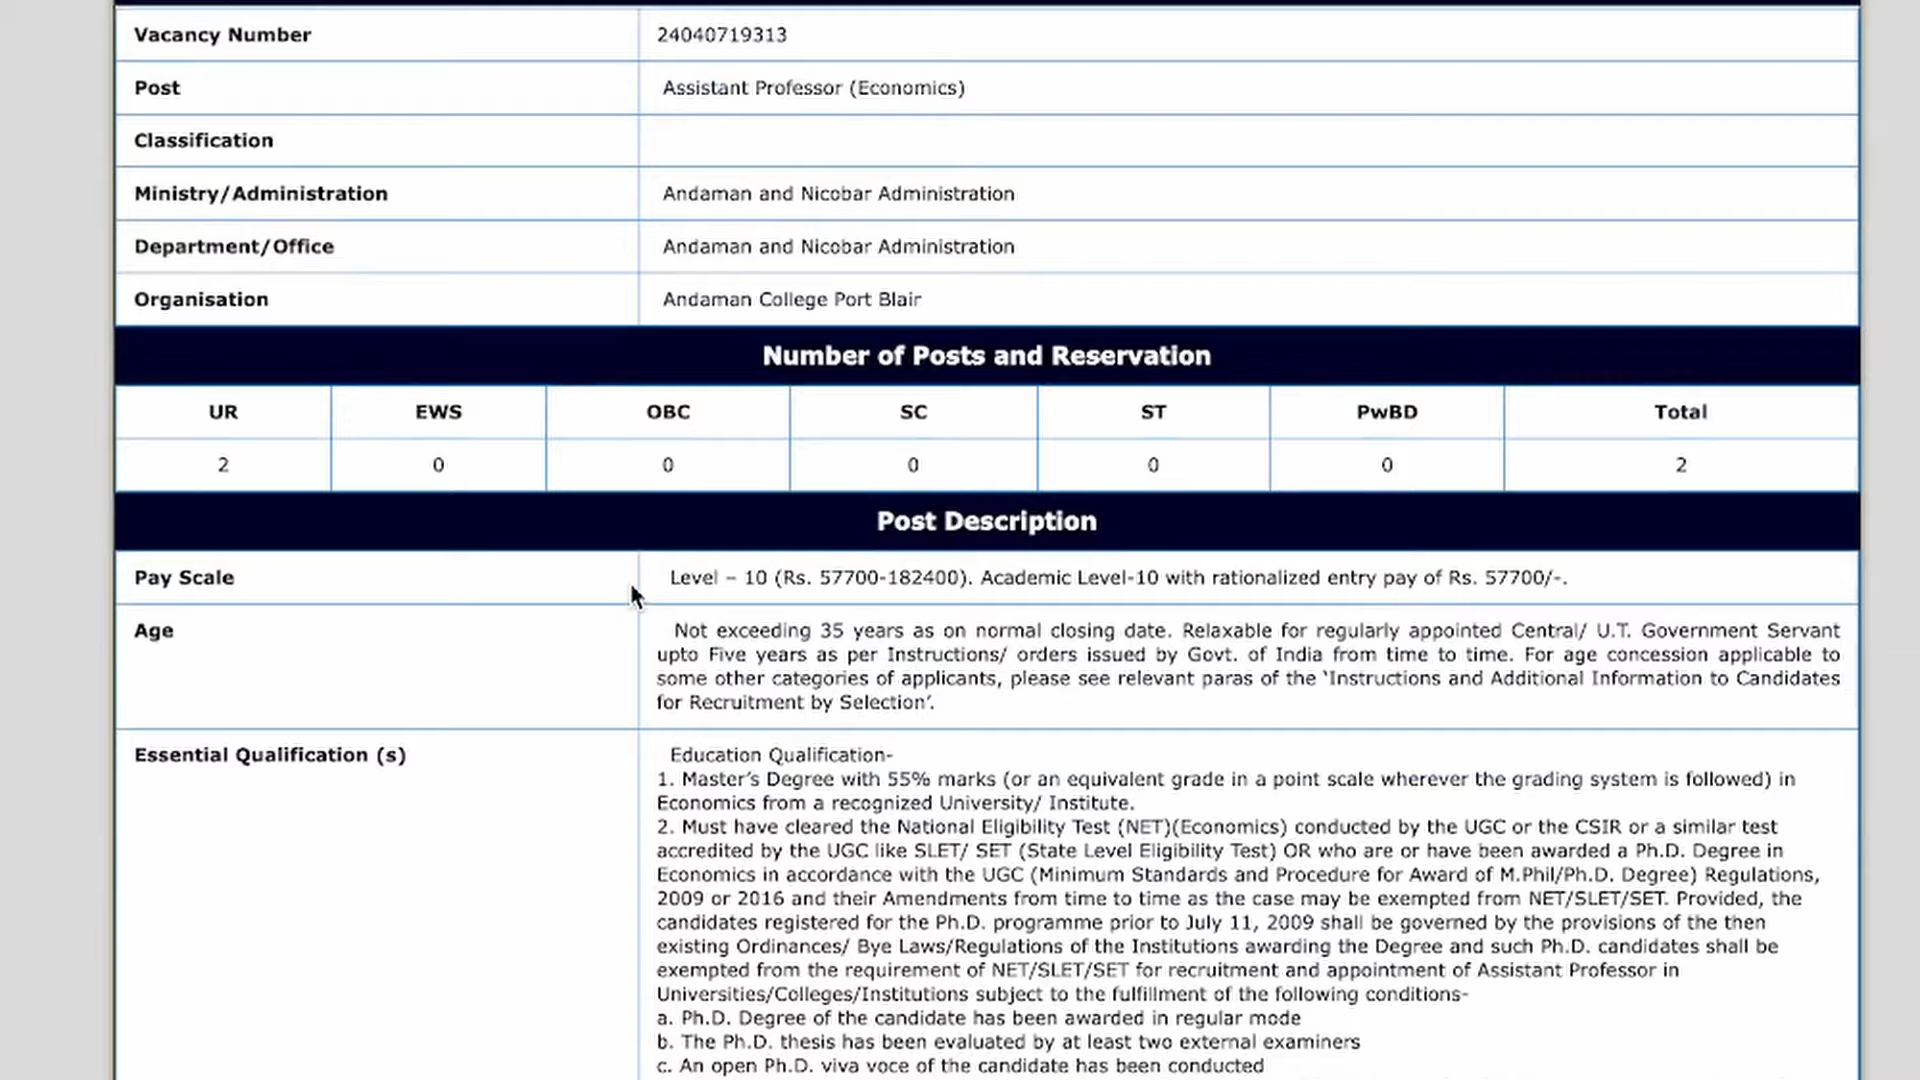 Vacancy Number 24040719313
Post Assistant Professor (Economics)
Classification
Ministry/Administration Andaman and Nicobar Administration
Department/Office Andaman and Nicobar Administration
Organisation Andaman College Port Blair
Number of Posts and Reservation
UR EWS OBC SC ST PwBD Total
2 0 0 0 0 0 2
Post Description
Pay Scale Level – 10 (Rs. 57700-182400). Academic Level-10 with rationalized entry pay of Rs. 57700/-.
Age Not exceeding 35 years as on normal closing date. Relaxable for regularly appointed Central/ U.T. Government Servant
upto Five years as per Instructions/ orders issued by Govt. of India from time to time. For age concession applicable to
some other categories of applicants, please see relevant paras of the ‘Instructions and Additional Information to Candidates
for Recruitment by Selection’.
Essential Qualification (s) Education Qualification-
1. Master’s Degree with 55% marks (or an equivalent grade in a point scale wherever the grading system is followed) in
Economics from a recognized University/ Institute.
2. Must have cleared the National Eligibility Test (NET)(Economics) conducted by the UGC or the CSIR or a similar test
accredited by the UGC like SLET/ SET (State Level Eligibility Test) OR who are or have been awarded a Ph.D. Degree in
Economics in accordance with the UGC (Minimum Standards and Procedure for Award of M.Phil/Ph.D. Degree) Regulations,
2009 or 2016 and their Amendments from time to time as the case may be exempted from NET/SLET/SET. Provided, the
candidates registered for the Ph.D. programme prior to July 11, 2009 shall be governed by the provisions of the then
existing Ordinances/ Bye Laws/Regulations of the Institutions awarding the Degree and such Ph.D. candidates shall be
exempted from the requirement of NET/SLET/SET for recruitment and appointment of Assistant Professor in
Universities/Colleges/Institutions subject to the fulfillment of the following conditions-
a. Ph.D. Degree of the candidate has been awarded in regular mode
b. The Ph.D. thesis has been evaluated by at least two external examiners
c. An open Ph.D. viva voce of the candidate has been conducted